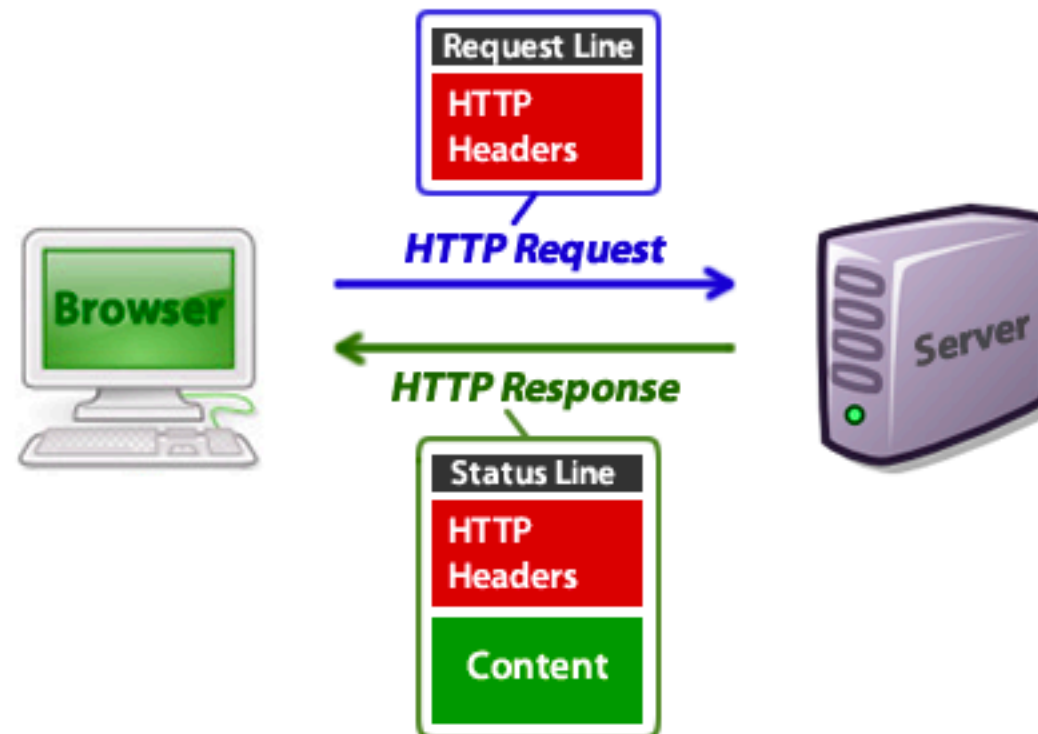 Request Line
HTTP
Headers
HTTP Request
Browser
Server
HTTP Response
Status Line
HTTP
Headers
Content